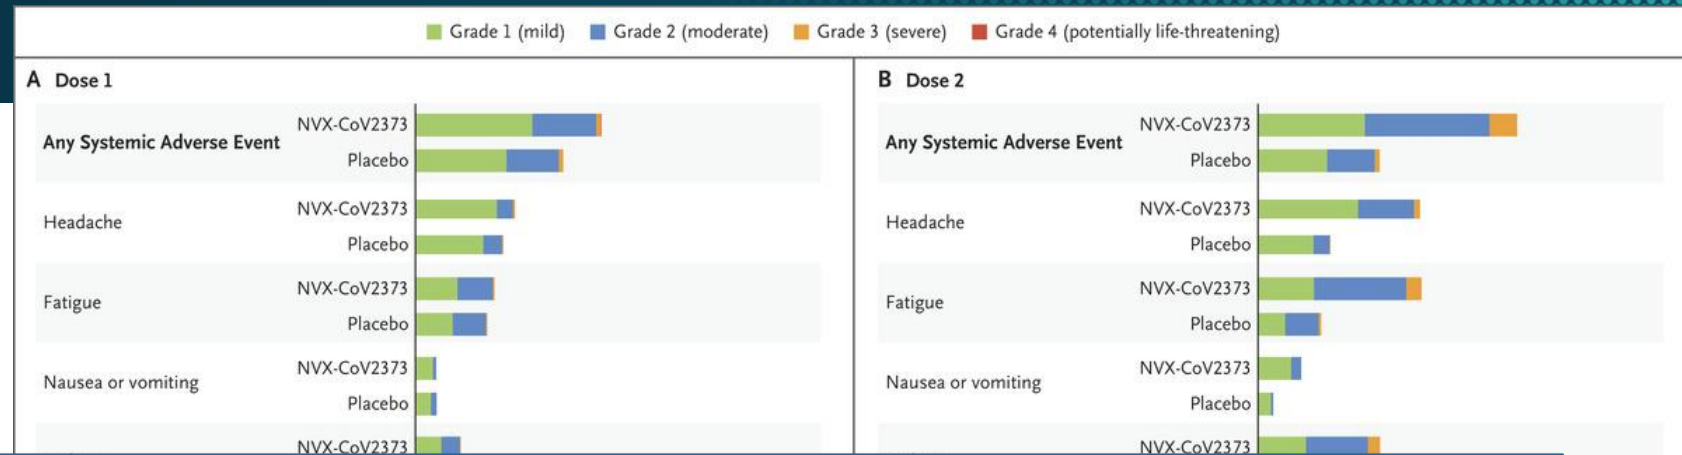 Grade 1 (mild) Grade 2 (moderate) Grade 3 (severe) Grade 4 (potentially life-threatening)
A Dose 1
Any Systemic Adverse Event
NVX-CoV2373
Placebo
Headache
NVX-CoV2373
Placebo
Fatigue
NVX-CoV2373
Placebo
Nausea or vomiting
NVX-CoV2373
Placebo
NVX-CoV2373
B Dose 2
Any Systemic Adverse Event
NVX-CoV2373
Placebo
Headache
NVX-CoV2373
Placebo
Fatigue
NVX-CoV2373
Placebo
Nausea or vomiting
NVX-CoV2373
Placebo
NVX-CoV2373